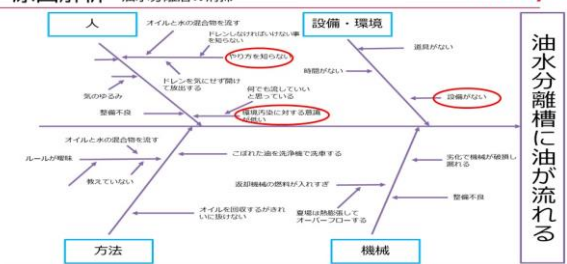 人
設備・環境
オイルと水の混合物を流す
ドレンしなければいけない事
を知らない
やり方を知らない
ドレンを気にせず開け
て放出する
気のゆるみ
何でも流していい
と思っている
整備不良
環境汚染に対する意識
が低い
道具がない
時間がない
設備がない
油水分離槽に油が流れる
オイルと水の混合物を流す
ルールが曖昧
教えていない
こぼれた油を洗浄機で洗車する
オイルを回収するがきれ
いに抜けない
返却機械の燃料が入れすぎ
夏場は熱膨張して
オーバーフローする
劣化で機械が破損し
漏れる
整備不良
方法
機械